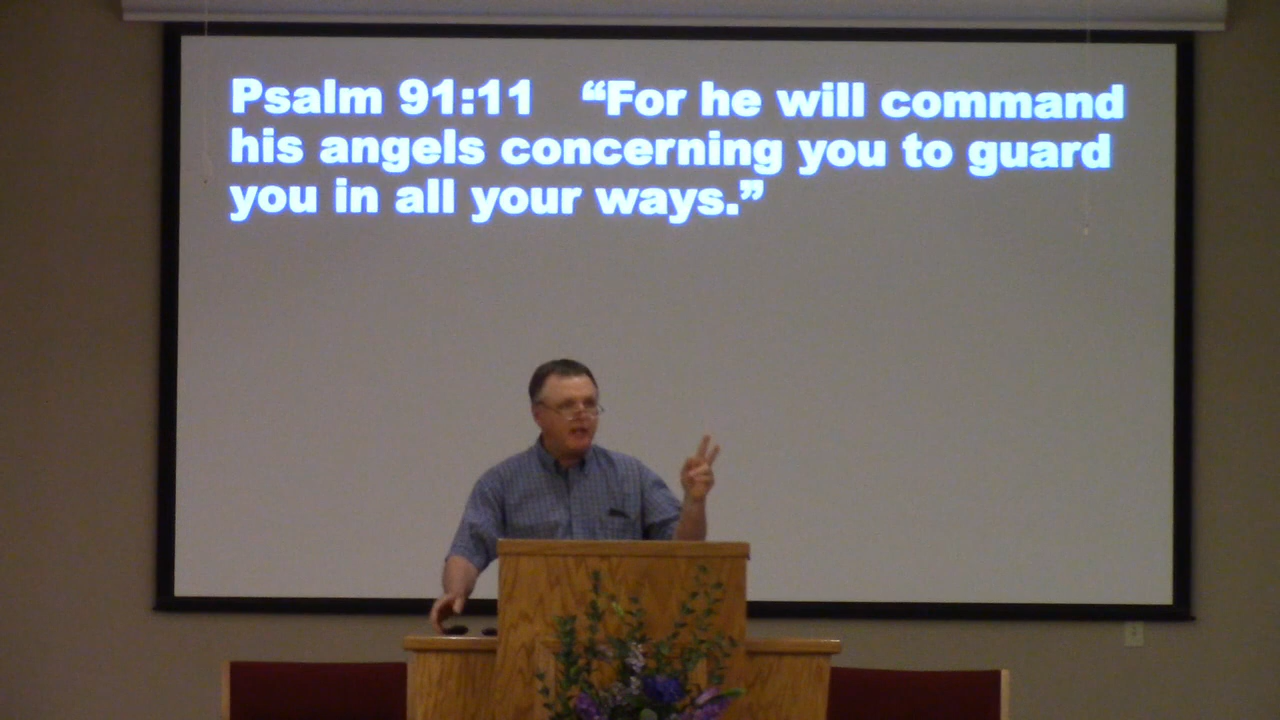 Psalm 91:11 “For he will command
his angels concerning you to guard
you in all your ways.”